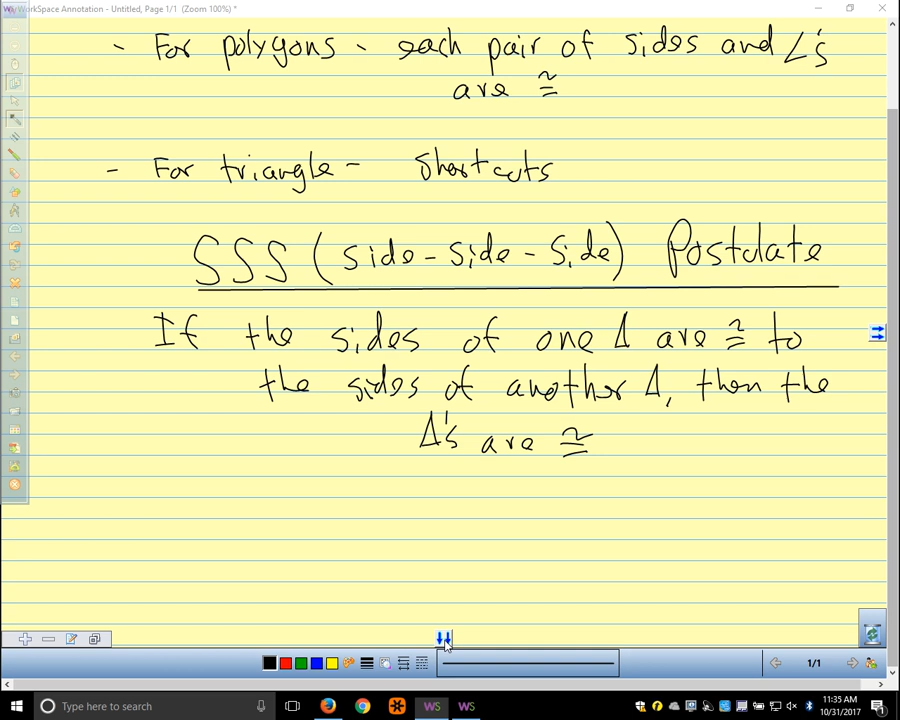 WorkSpace Annotation - Untitled, Page 1/1 (Zoom 100%) *
- For polygons - each pair of sides and ∠'s
are ≅
- For triangle - Shortcuts
SSS (side-side-side) Postulate
If the sides of one Δ are ≅ to
the sides of another Δ, then the
Δ's are ≅
1/1
Type here to search
WS
WS
11:35 AM
10/31/2017